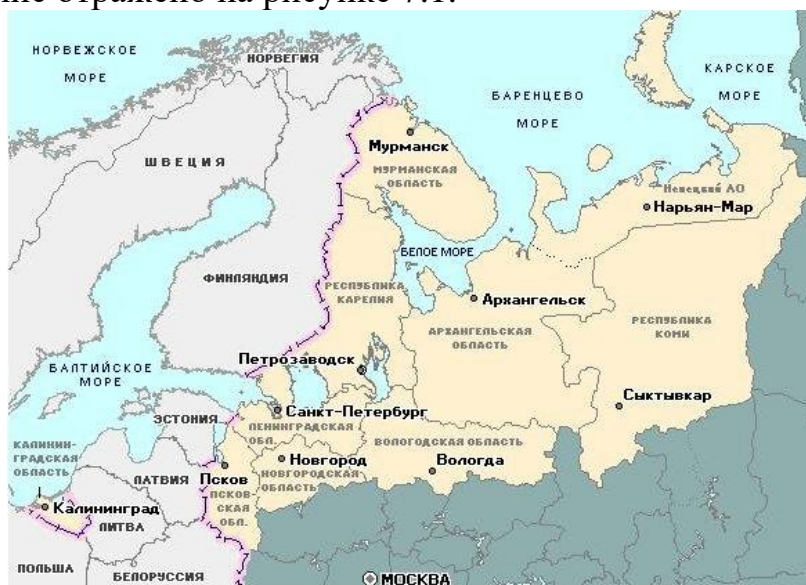 ние отражено на рисунке 7.1.
НОРВЕЖСКОЕ
МОРЕ
НОРВЕГИЯ
БАРЕНЦЕВО
МОРЕ
КАРСКОЕ
МОРЕ
Мурманск
МУРМАНСКАЯ
ОБЛАСТЬ
ШВЕЦИЯ
Ненецкий АО
Нарьян-Мар
БЕЛОЕ МОРЕ
ФИНЛЯНДИЯ
РЕСПУБЛИКА
КАРЕЛИЯ
Архангельск
АРХАНГЕЛЬСКАЯ
ОБЛАСТЬ
РЕСПУБЛИКА
КОМИ
Петрозаводск
БАЛТИЙСКОЕ
МОРЕ
Сыктывкар
Санкт-Петербург
ЭСТОНИЯ
ЛЕНИНГРАДСКАЯ
ОБЛ.
ВОЛОГОДСКАЯ ОБЛАСТЬ
КАЛИНИН-
ГРАДСКАЯ
ОБЛАСТЬ
Новгород
Вологда
НОВГОРОДСКАЯ
ОБЛАСТЬ
ЛАТВИЯ
Псков
ПСКОВ
СКАЯ
ОБЛ.
Калининград
ЛИТВА
ПОЛЬША
БЕЛОРУССИЯ
МОСКВА